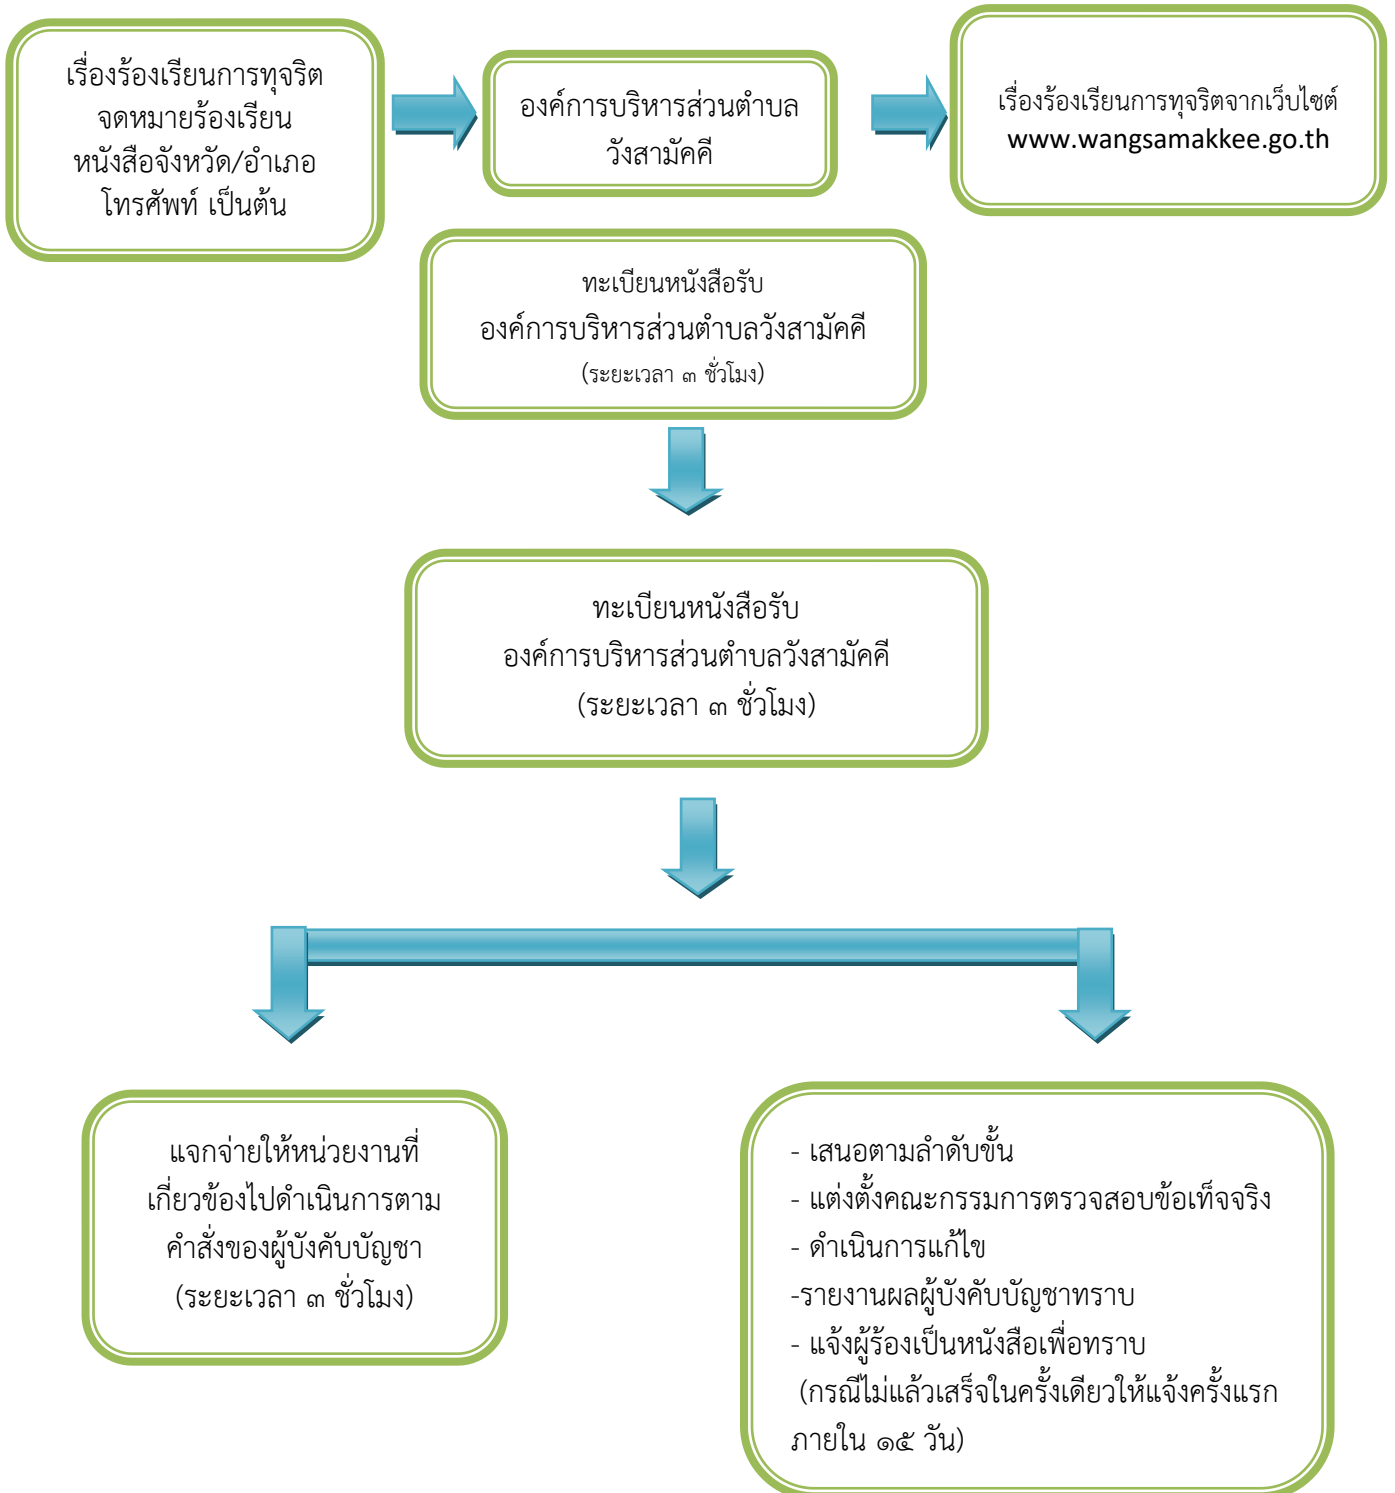 เรื่องร้องเรียนการทุจริต
จดหมายร้องเรียน
หนังสือจังหวัด/อำเภอ
โทรศัพท์ เป็นต้น
องค์การบริหารส่วนตำบล
วังสามัคคี
เรื่องร้องเรียนการทุจริตจากเว็บไซต์
www.wangsamakkee.go.th
ทะเบียนหนังสือรับ
องค์การบริหารส่วนตำบลวังสามัคคี
(ระยะเวลา ๓ ชั่วโมง)
ทะเบียนหนังสือรับ
องค์การบริหารส่วนตำบลวังสามัคคี
(ระยะเวลา ๓ ชั่วโมง)
แจกจ่ายให้หน่วยงานที่
เกี่ยวข้องไปดำเนินการตาม
คำสั่งของผู้บังคับบัญชา
(ระยะเวลา ๓ ชั่วโมง)
- เสนอตามลำดับขั้น
- แต่งตั้งคณะกรรมการตรวจสอบข้อเท็จจริง
- ดำเนินการแก้ไข
-รายงานผลผู้บังคับบัญชาทราบ
- แจ้งผู้ร้องเป็นหนังสือเพื่อทราบ
(กรณีไม่แล้วเสร็จในครั้งเดียวให้แจ้งครั้งแรก
ภายใน ๑๕ วัน)